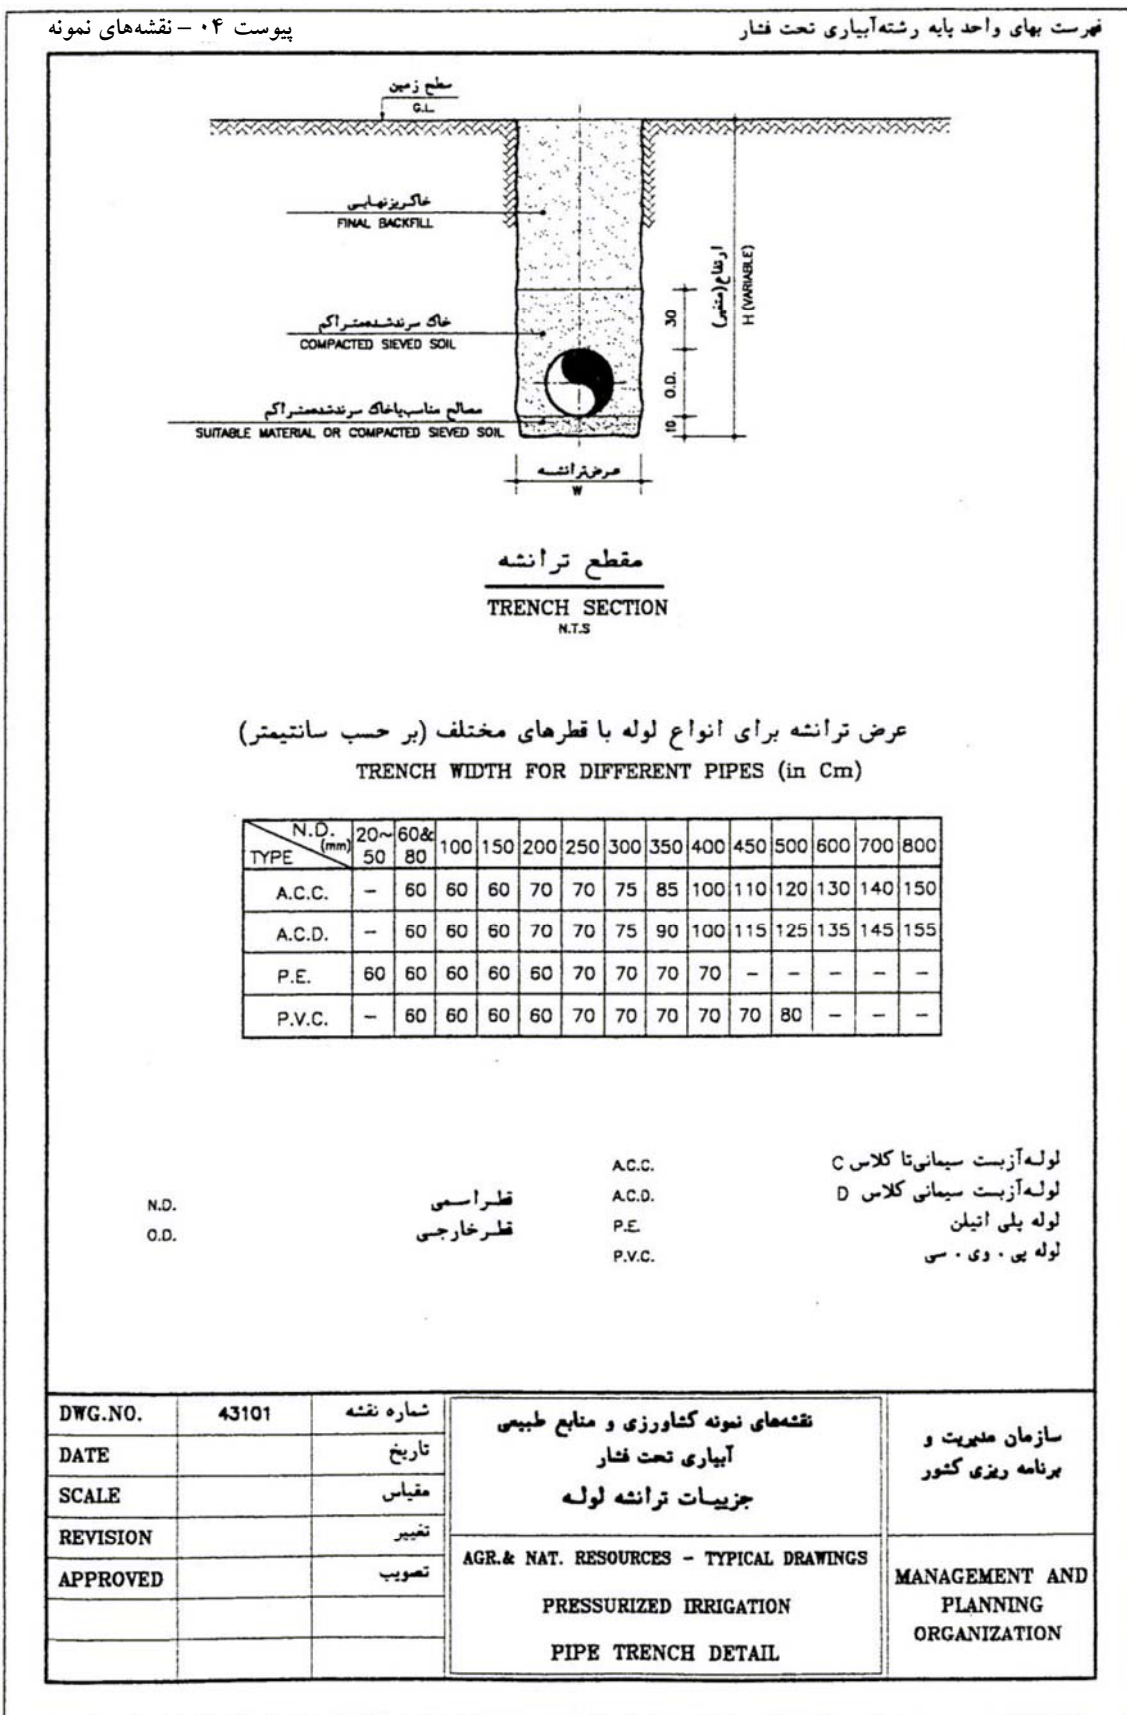 فهرست بهای واحد پایه رشته‌آبیاری تحت فشار
پیوست ۰۴ – نقشه‌های نمونه
سطح زمین
G.L.
خاکریز نهایی
FINAL BACKFILL
خاک سرند شده متراکم
COMPACTED SIEVED SOIL
مصالح مناسب یا خاک سرند شده متراکم
SUITABLE MATERIAL OR COMPACTED SIEVED SOIL
30
O.D.
10
ارتفاع (متغیر)
H (VARIABLE)
عرض ترانشه
W
مقطع ترانشه
TRENCH SECTION
N.T.S
عرض ترانشه برای انواع لوله با قطرهای مختلف (بر حسب سانتیمتر)
TRENCH WIDTH FOR DIFFERENT PIPES (in Cm)
TYPE N.D. (mm) 20~50 60& 80 100 150 200 250 300 350 400 450 500 600 700 800
A.C.C. – 60 60 60 70 70 75 85 100 110 120 130 140 150
A.C.D. – 60 60 60 70 70 75 90 100 115 125 135 145 155
P.E. 60 60 60 60 60 70 70 70 70 – – – – –
P.V.C. – 60 60 60 60 70 70 70 70 70 80 – – –
لوله آزبست سیمانی تا کلاس C A.C.C.
لوله آزبست سیمانی کلاس D A.C.D.
لوله پلی اتیلن P.E.
لوله پی . وی . سی P.V.C.
قطر اسمی N.D.
قطر خارجی O.D.
DWG.NO. 43101 شماره نقشه
DATE تاریخ
SCALE مقیاس
REVISION تغییر
APPROVED تصویب
نقشه‌های نمونه کشاورزی و منابع طبیعی
آبیاری تحت فشار
جزییات ترانشه لوله
AGR.& NAT. RESOURCES – TYPICAL DRAWINGS
PRESSURIZED IRRIGATION
PIPE TRENCH DETAIL
سازمان مدیریت و
برنامه ریزی کشور
MANAGEMENT AND
PLANNING
ORGANIZATION